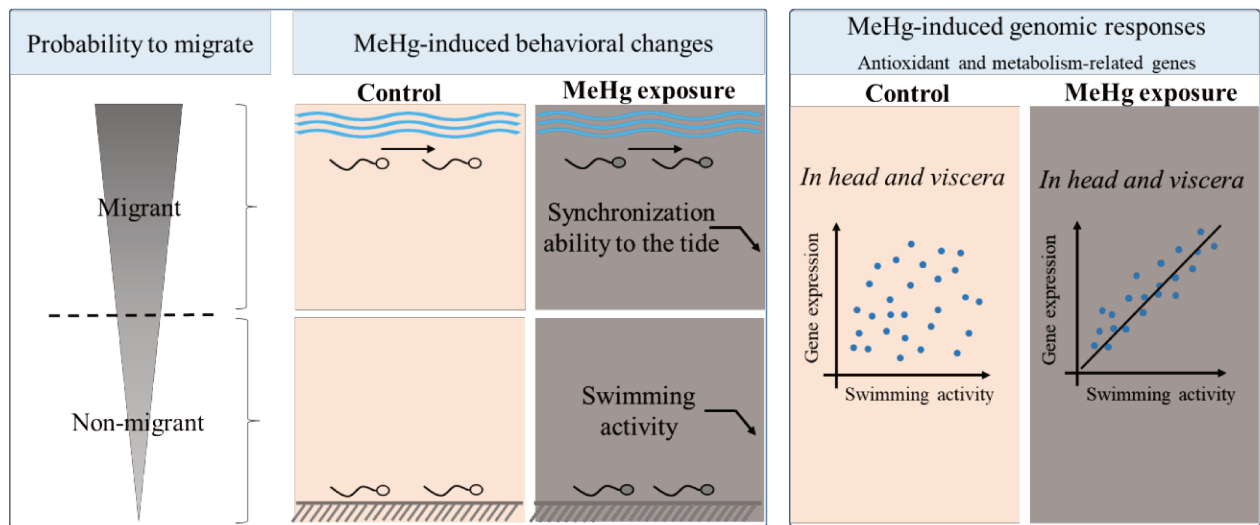 Probability to migrate
Migrant
Non-migrant
MeHg-induced behavioral changes
Control
MeHg exposure
Synchronization
ability to the tide
Swimming
activity
MeHg-induced genomic responses
Antioxidant and metabolism-related genes
Control
MeHg exposure
In head and viscera
Gene expression
Swimming activity
In head and viscera
Gene expression
Swimming activity